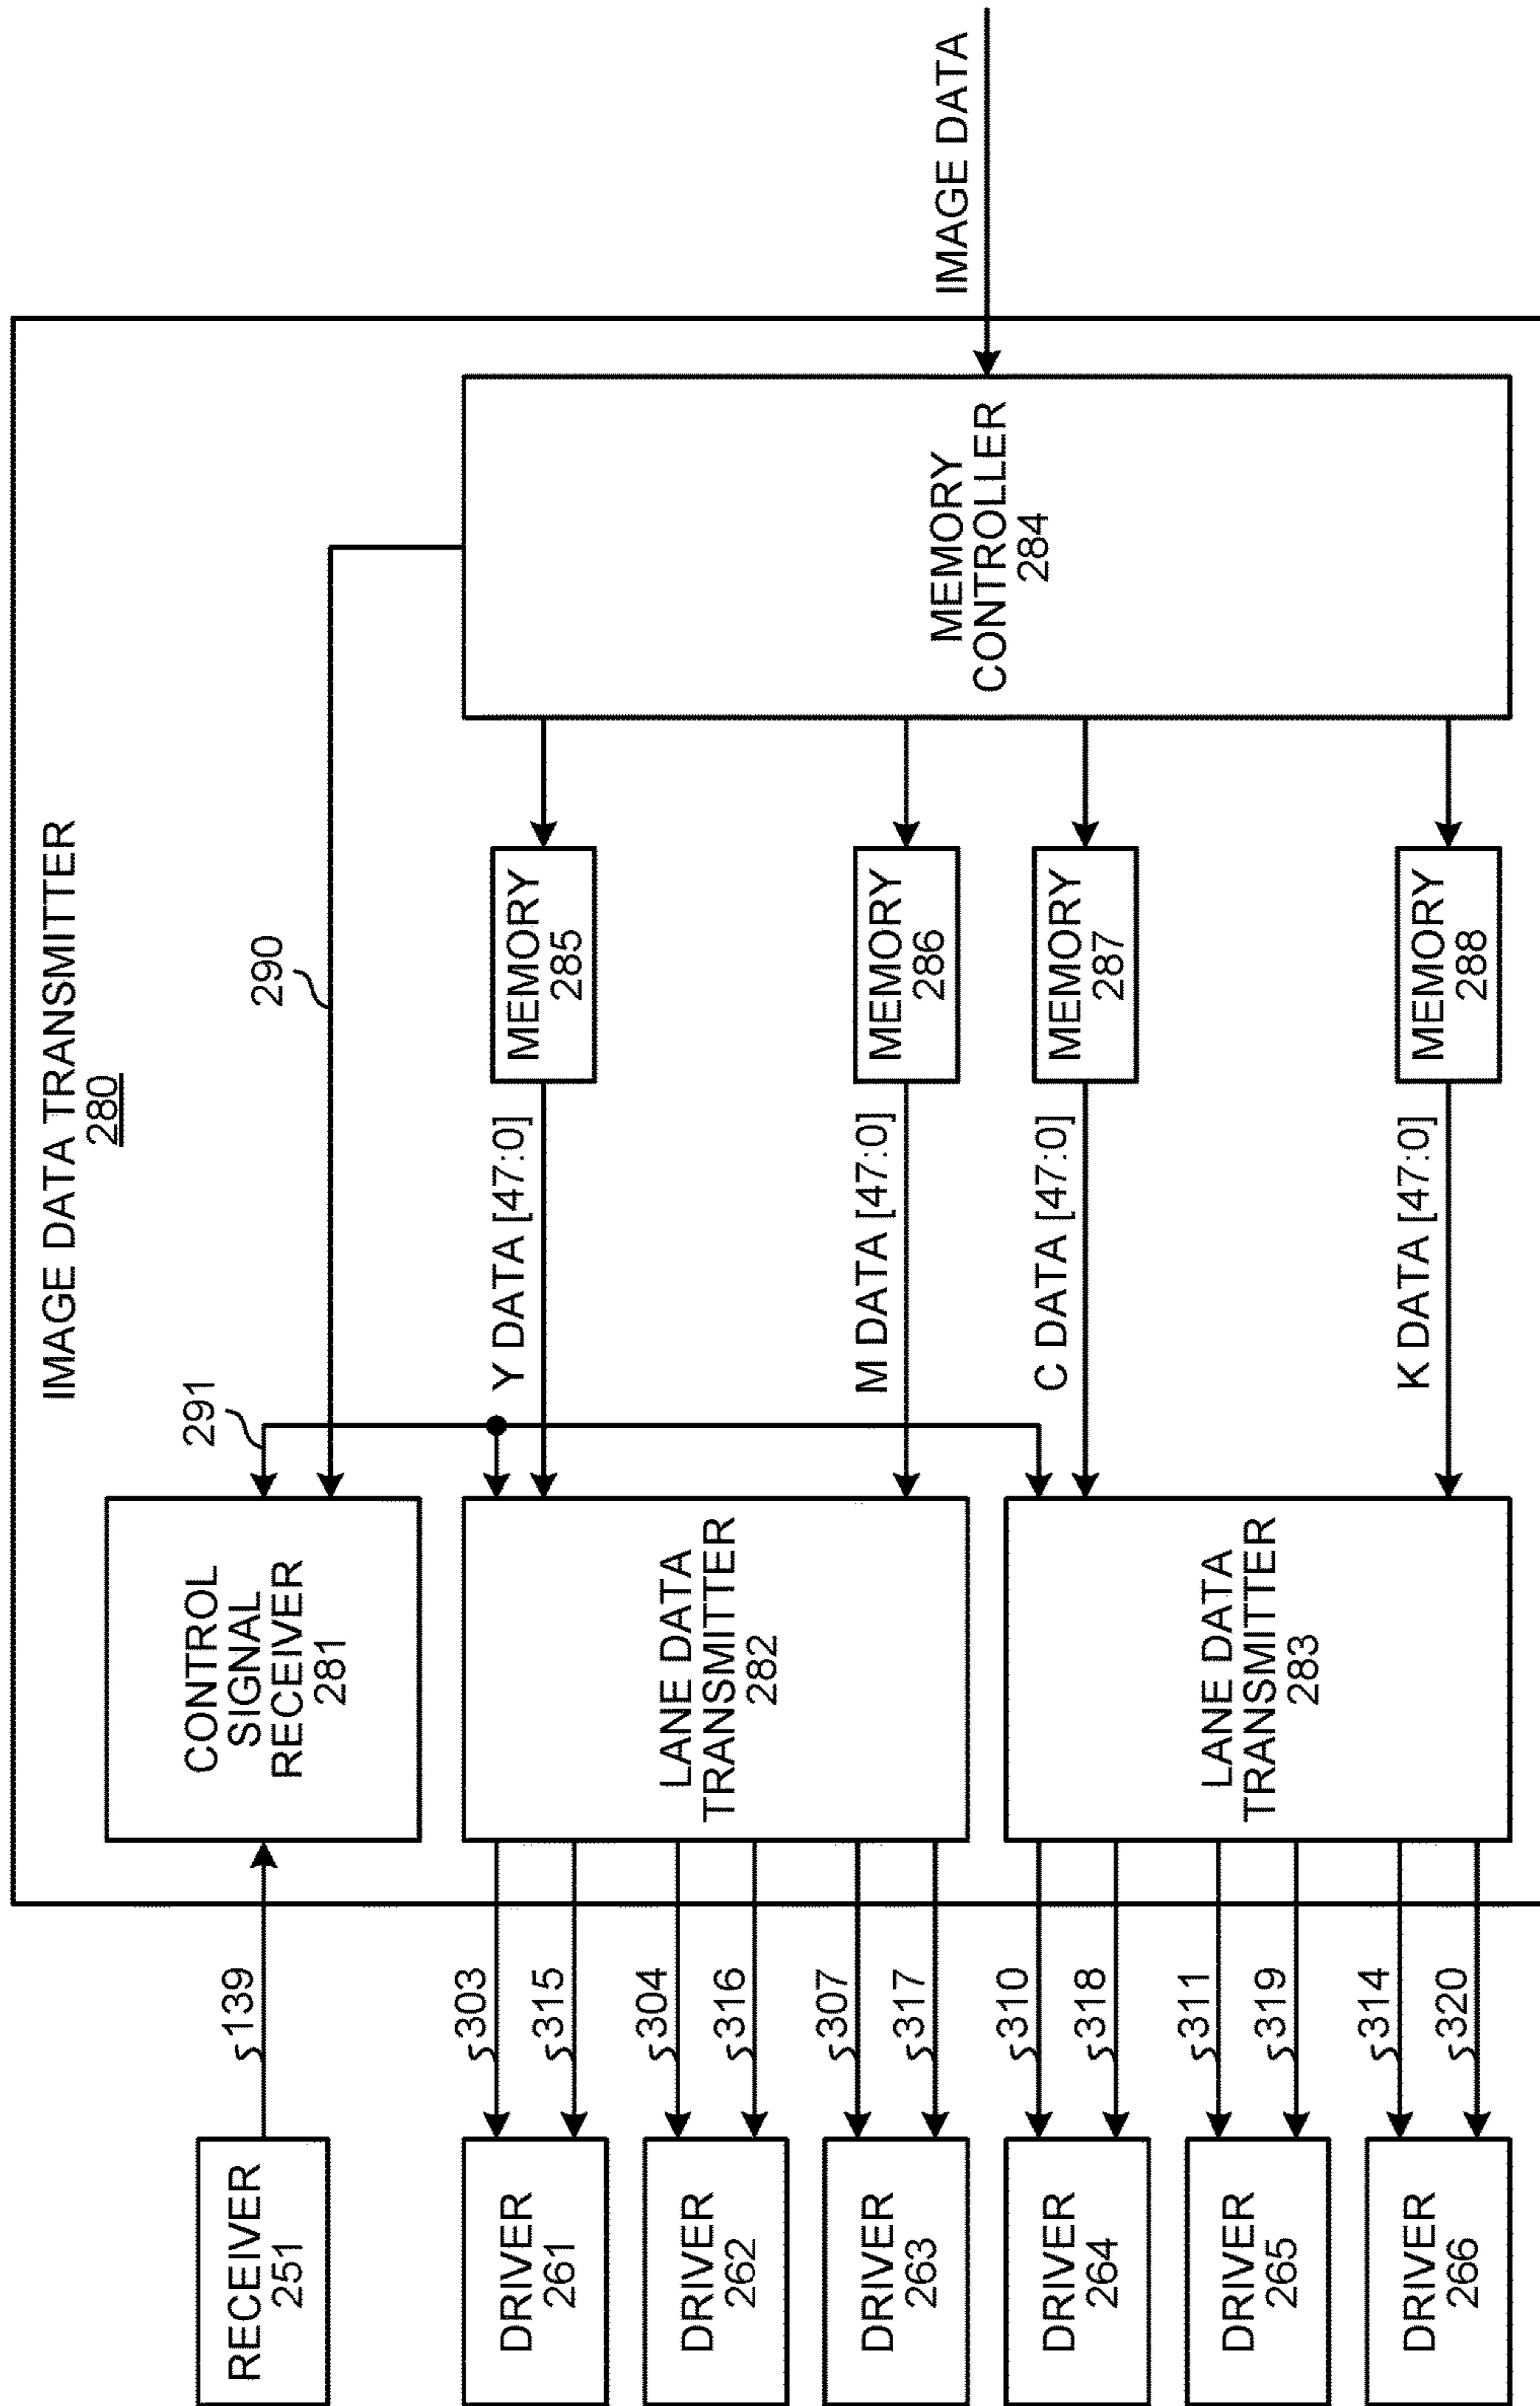 IMAGE DATA TRANSMITTER
280
RECEIVER
251
139
CONTROL
SIGNAL
RECEIVER
281
291
290
DRIVER
261
303
315
DRIVER
262
304
316
DRIVER
263
307
317
LANE DATA
TRANSMITTER
282
Y DATA [47:0]
MEMORY
285
M DATA [47:0]
MEMORY
286
DRIVER
264
310
318
DRIVER
265
311
319
DRIVER
266
314
320
LANE DATA
TRANSMITTER
283
C DATA [47:0]
MEMORY
287
K DATA [47:0]
MEMORY
288
MEMORY
CONTROLLER
284
IMAGE DATA